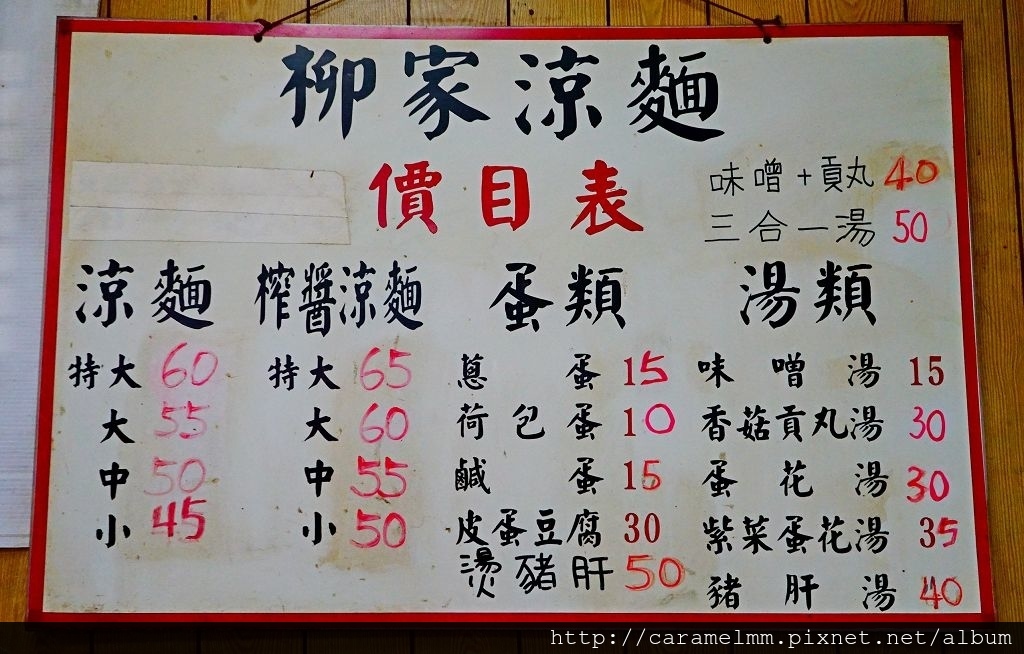 柳家涼麵
價目表
味噌+貢丸 40
三合一湯 50
涼麵
特大 60
大 55
中 50
小 45
榨醬涼麵
特大 65
大 60
中 55
小 50
蛋類
蔥蛋 15
荷包蛋 10
鹹蛋 15
皮蛋豆腐 30
燙豬肝 50
湯類
味噌湯 15
香菇貢丸湯 30
蛋花湯 30
紫菜蛋花湯 35
豬肝湯 40
http://caramelmm.pixnet.net/album